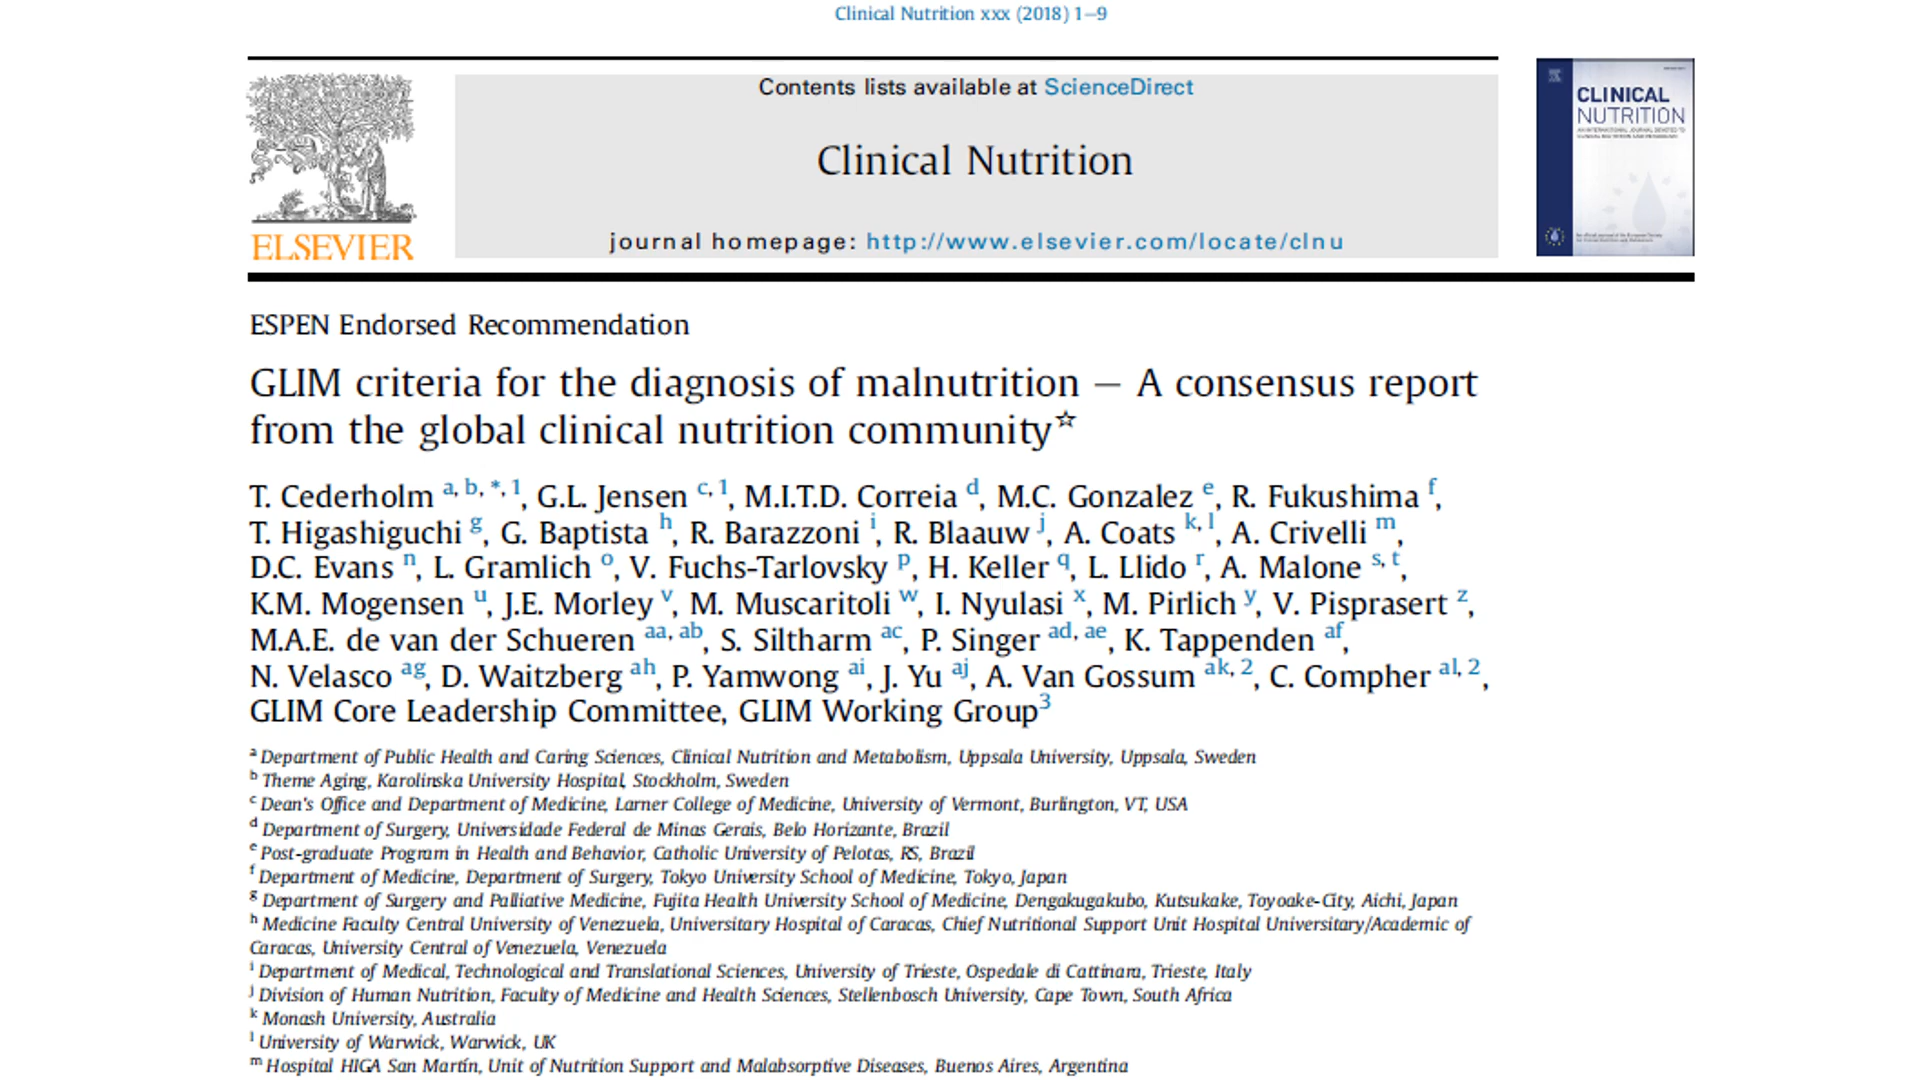 Clinical Nutrition xxx (2018) 1–9
Contents lists available at ScienceDirect
Clinical Nutrition
journal homepage: http://www.elsevier.com/locate/clnu
ELSEVIER
CLINICAL
NUTRITION
ESPEN Endorsed Recommendation
GLIM criteria for the diagnosis of malnutrition – A consensus report
from the global clinical nutrition community☆
T. Cederholm a, b, *, 1, G.L. Jensen c, 1, M.I.T.D. Correia d, M.C. Gonzalez e, R. Fukushima f,
T. Higashiguchi g, G. Baptista h, R. Barazzoni i, R. Blaauw j, A. Coats k, l, A. Crivelli m,
D.C. Evans n, L. Gramlich o, V. Fuchs-Tarlovsky p, H. Keller q, L. Llido r, A. Malone s, t,
K.M. Mogensen u, J.E. Morley v, M. Muscaritoli w, I. Nyulasi x, M. Pirlich y, V. Pisprasert z,
M.A.E. de van der Schueren aa, ab, S. Siltharm ac, P. Singer ad, ae, K. Tappenden af,
N. Velasco ag, D. Waitzberg ah, P. Yamwong ai, J. Yu aj, A. Van Gossum ak, 2, C. Compher al, 2,
GLIM Core Leadership Committee, GLIM Working Group3
a Department of Public Health and Caring Sciences, Clinical Nutrition and Metabolism, Uppsala University, Uppsala, Sweden
b Theme Aging, Karolinska University Hospital, Stockholm, Sweden
c Dean's Office and Department of Medicine, Larner College of Medicine, University of Vermont, Burlington, VT, USA
d Department of Surgery, Universidade Federal de Minas Gerais, Belo Horizante, Brazil
e Post-graduate Program in Health and Behavior, Catholic University of Pelotas, RS, Brazil
f Department of Medicine, Department of Surgery, Tokyo University School of Medicine, Tokyo, Japan
g Department of Surgery and Palliative Medicine, Fujita Health University School of Medicine, Dengakugakubo, Kutsukake, Toyoake-City, Aichi, Japan
h Medicine Faculty Central University of Venezuela, Universitary Hospital of Caracas, Chief Nutritional Support Unit Hospital Universitary/Academic of
Caracas, University Central of Venezuela, Venezuela
i Department of Medical, Technological and Translational Sciences, University of Trieste, Ospedale di Cattinara, Trieste, Italy
j Division of Human Nutrition, Faculty of Medicine and Health Sciences, Stellenbosch University, Cape Town, South Africa
k Monash University, Australia
l University of Warwick, Warwick, UK
m Hospital HIGA San Martín, Unit of Nutrition Support and Malabsorptive Diseases, Buenos Aires, Argentina